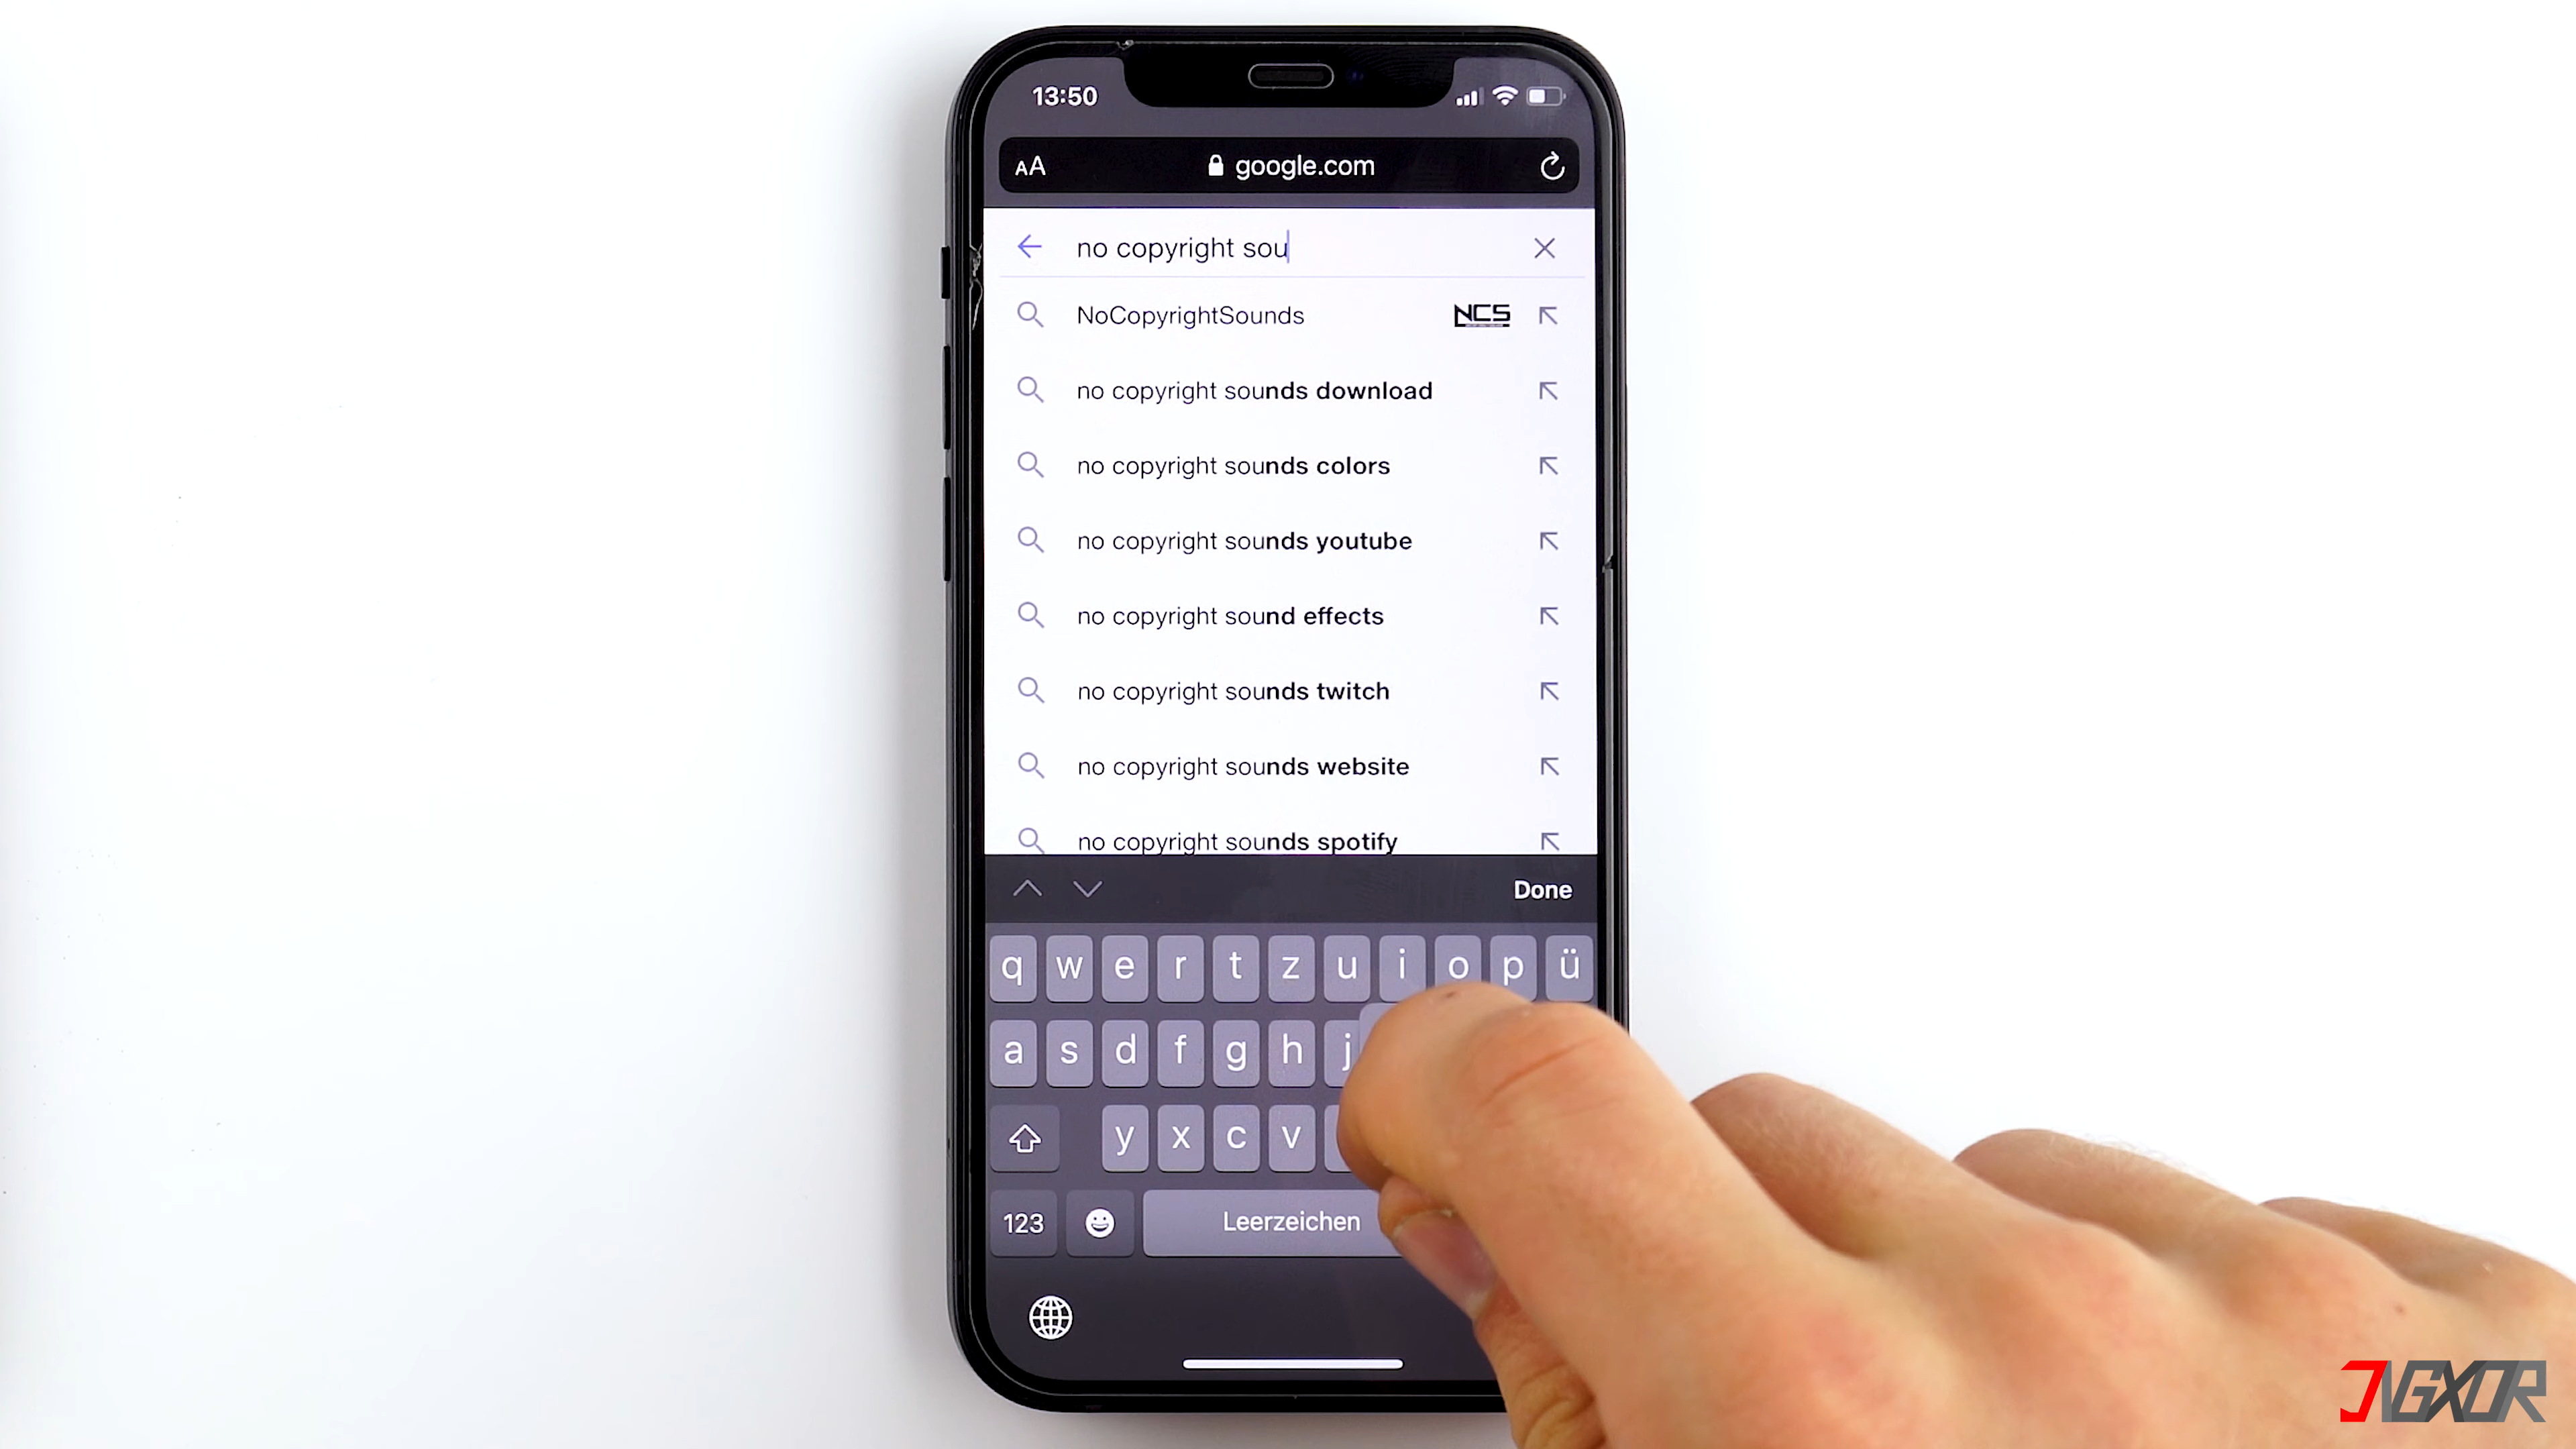 13:50
AA google.com
no copyright sou
NoCopyrightSounds NCS
no copyright sounds download
no copyright sounds colors
no copyright sounds youtube
no copyright sound effects
no copyright sounds twitch
no copyright sounds website
no copyright sounds spotify
Done
q w e r t z u i o p ü
a s d f g h j
y x c v
123 Leerzeichen